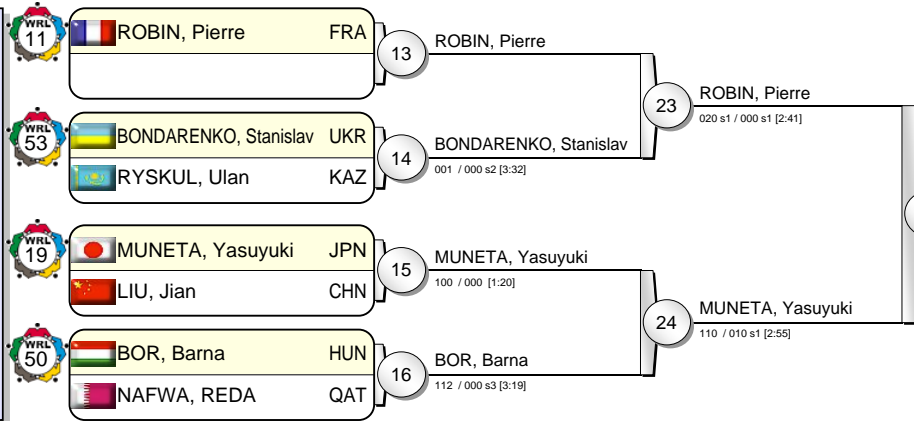 WRL
11
ROBIN, Pierre FRA
13
ROBIN, Pierre
WRL
53
BONDARENKO, Stanislav UKR
RYSKUL, Ulan KAZ
14
BONDARENKO, Stanislav
001 / 000 s2 [3:32]
23
ROBIN, Pierre
020 s1 / 000 s1 [2:41]
WRL
19
MUNETA, Yasuyuki JPN
LIU, Jian CHN
15
MUNETA, Yasuyuki
100 / 000 [1:20]
WRL
50
BOR, Barna HUN
NAFWA, REDA QAT
16
BOR, Barna
112 / 000 s3 [3:19]
24
MUNETA, Yasuyuki
110 / 010 s1 [2:55]